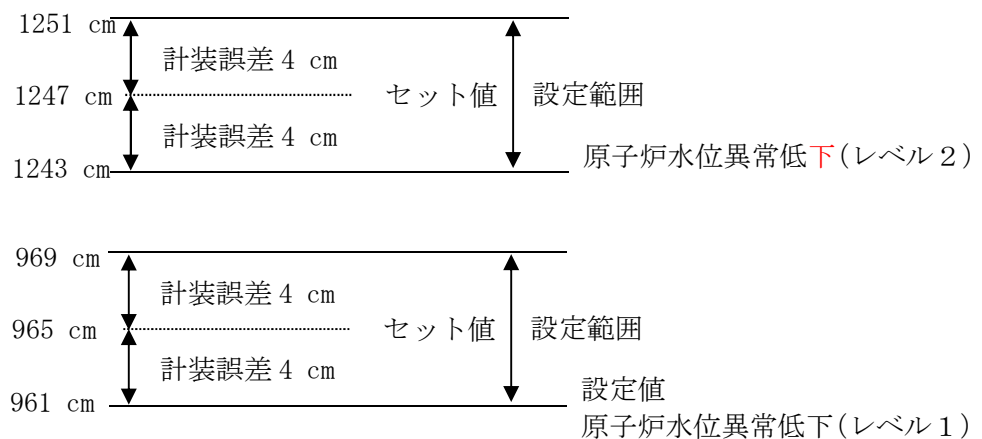 1251 cm
計装誤差4 cm
1247 cm セット値 設定範囲
計装誤差4 cm
1243 cm 原子炉水位異常低下(レベル2)
969 cm
計装誤差4 cm
965 cm セット値 設定範囲
計装誤差4 cm
961 cm 設定値
原子炉水位異常低下(レベル1)